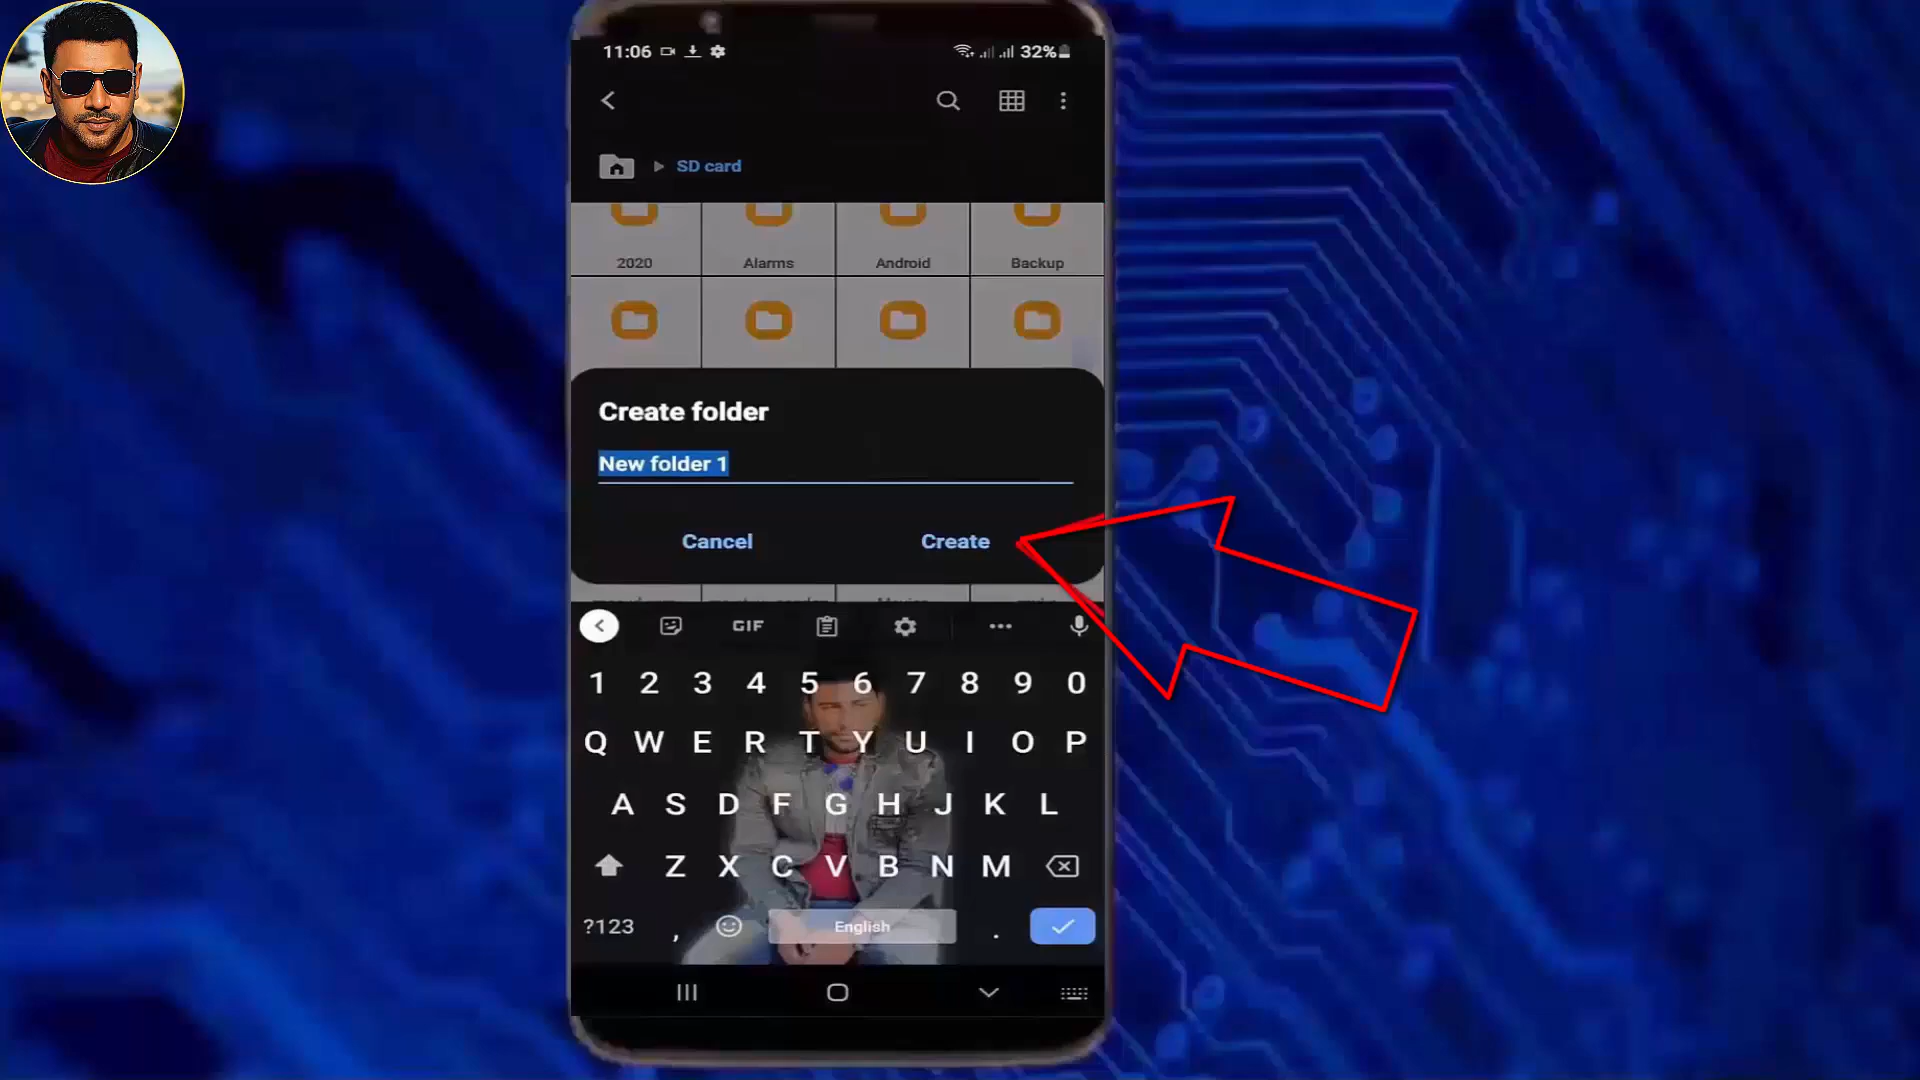 11:06 32%
SD card
2020 Alarms Android Backup
Create folder
New folder 1
Cancel Create
GIF
1 2 3 4 5 6 7 8 9 0
Q W E R T Y U I O P
A S D F G H J K L
Z X C V B N M
?123 , English .